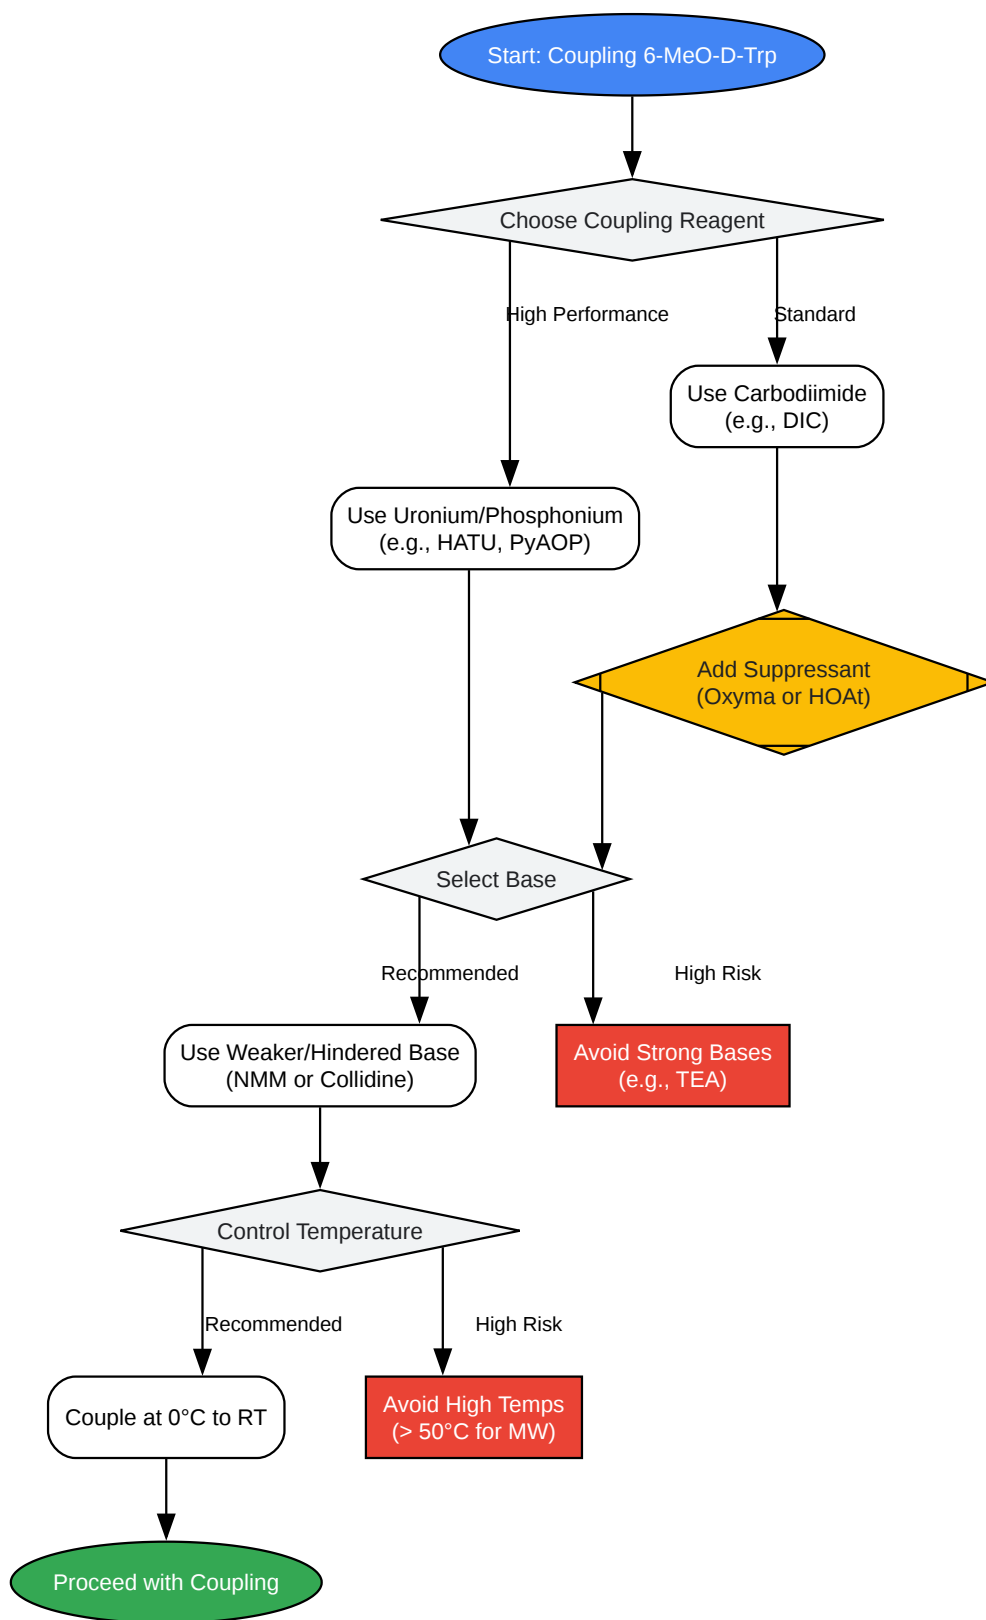 Start: Coupling 6-MeO-D-Trp
Choose Coupling Reagent
High Performance
Standard
Use Carbodiimide
(e.g., DIC)
Use Uronium/Phosphonium
(e.g., HATU, PyAOP)
Add Suppressant
(Oxyma or HOAt)
Select Base
Recommended
High Risk
Use Weaker/Hindered Base
(NMM or Collidine)
Avoid Strong Bases
(e.g., TEA)
Control Temperature
Recommended
High Risk
Couple at 0°C to RT
Avoid High Temps
(> 50°C for MW)
Proceed with Coupling